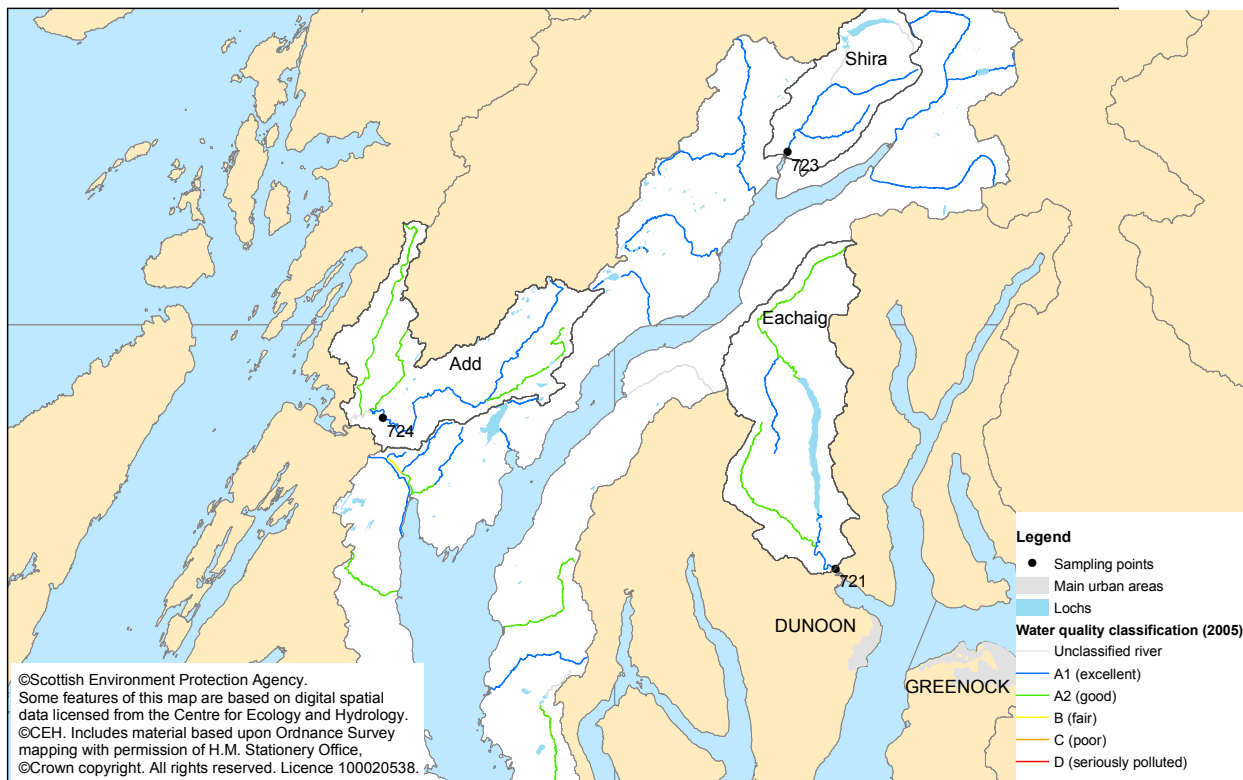 Shira
723
Eachaig
Add
724
721
DUNOON
GREENOCK
Legend
Sampling points
Main urban areas
Lochs
Water quality classification (2005)
Unclassified river
A1 (excellent)
A2 (good)
B (fair)
C (poor)
D (seriously polluted)
©Scottish Environment Protection Agency.
Some features of this map are based on digital spatial
data licensed from the Centre for Ecology and Hydrology.
©CEH. Includes material based upon Ordnance Survey
mapping with permission of H.M. Stationery Office,
©Crown copyright. All rights reserved. Licence 100020538.